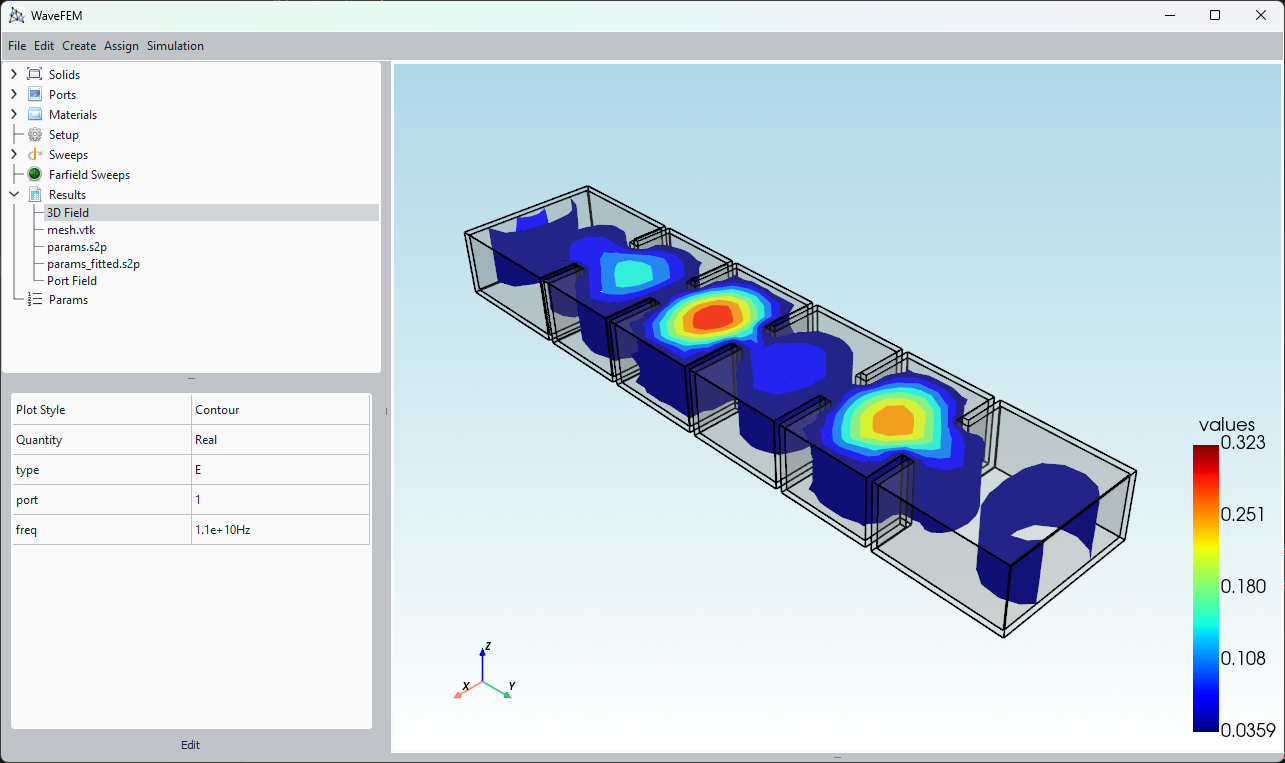 WaveFEM
File Edit Create Assign Simulation
Solids
Ports
Materials
Setup
Sweeps
Farfield Sweeps
Results
3D Field
mesh.vtk
params.s2p
params_fitted.s2p
Port Field
Params
Plot Style Contour
Quantity Real
type E
port 1
freq 1.1e+10Hz
Edit
values
0.323
0.251
0.180
0.108
0.0359
Z
X Y